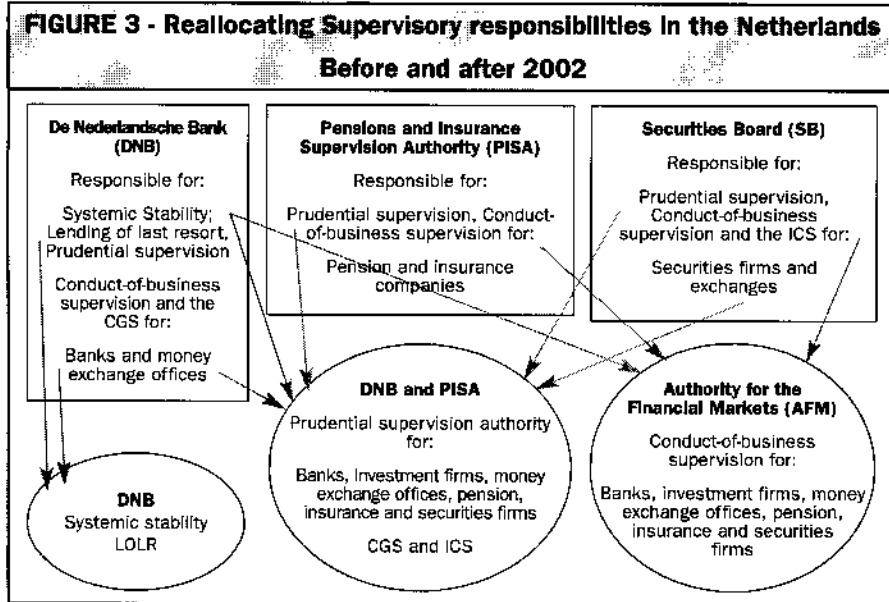 FIGURE 3 - Reallocating Supervisory responsibilities in the Netherlands
Before and after 2002
De Nederlandsche Bank
(DNB)
Responsible for:
Systemic Stability;
Lending of last resort,
Prudential supervision
Conduct-of-business
supervision and the
CGS for:
Banks and money
exchange offices
Pensions and Insurance
Supervision Authority (PISA)
Responsible for:
Prudential supervision, Conduct-
of-business supervision for:
Pension and insurance
companies
Securities Board (SB)
Responsible for:
Prudential supervision,
Conduct-of-business
supervision and the ICS for:
Securities firms and
exchanges
DNB
Systemic stability
LOLR
DNB and PISA
Prudential supervision authority
for:
Banks, Investment firms, money
exchange offices, pension,
insurance and securities firms
CGS and ICS
Authority for the
Financial Markets (AFM)
Conduct-of-business
supervision for:
Banks, investment firms, money
exchange offices, pension,
insurance and securities
firms